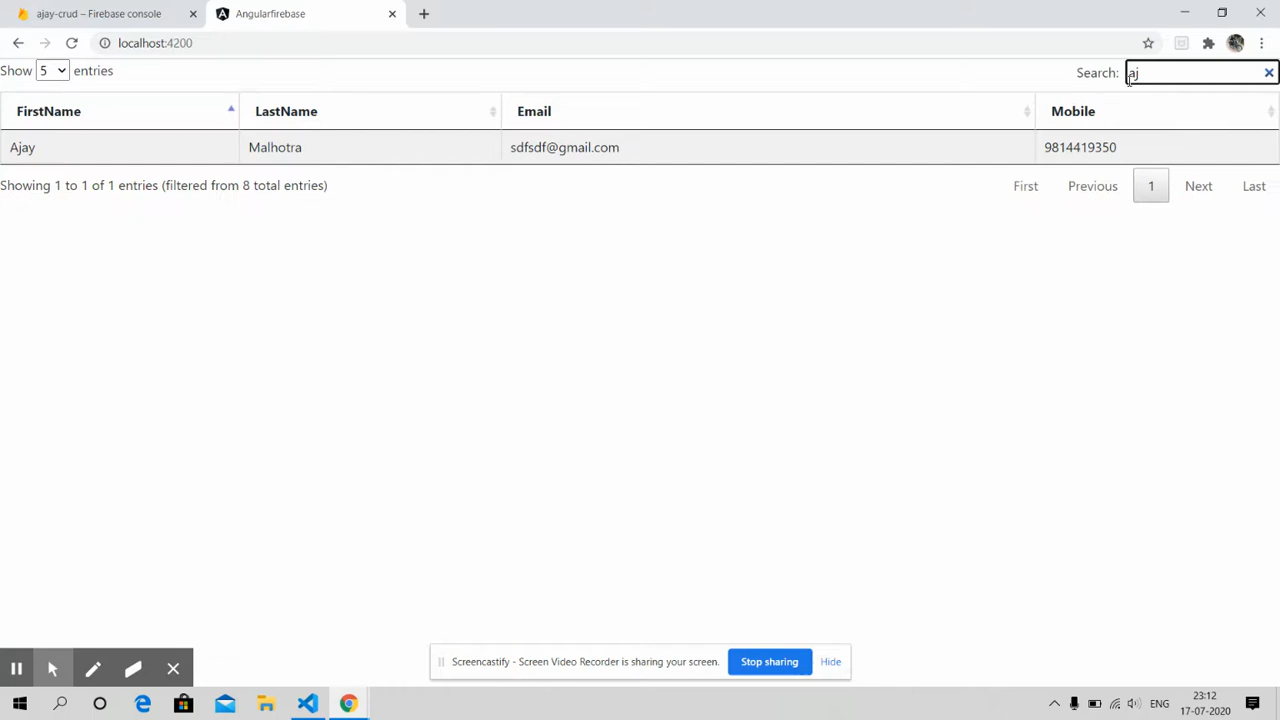 ajay-crud – Firebase console
Angularfirebase
localhost:4200
Show 5 entries
Search: aj
FirstName LastName Email Mobile
Ajay Malhotra sdfsdf@gmail.com 9814419350
Showing 1 to 1 of 1 entries (filtered from 8 total entries)
First Previous 1 Next Last
Screencastify - Screen Video Recorder is sharing your screen. Stop sharing Hide
ENG
23:12
17-07-2020